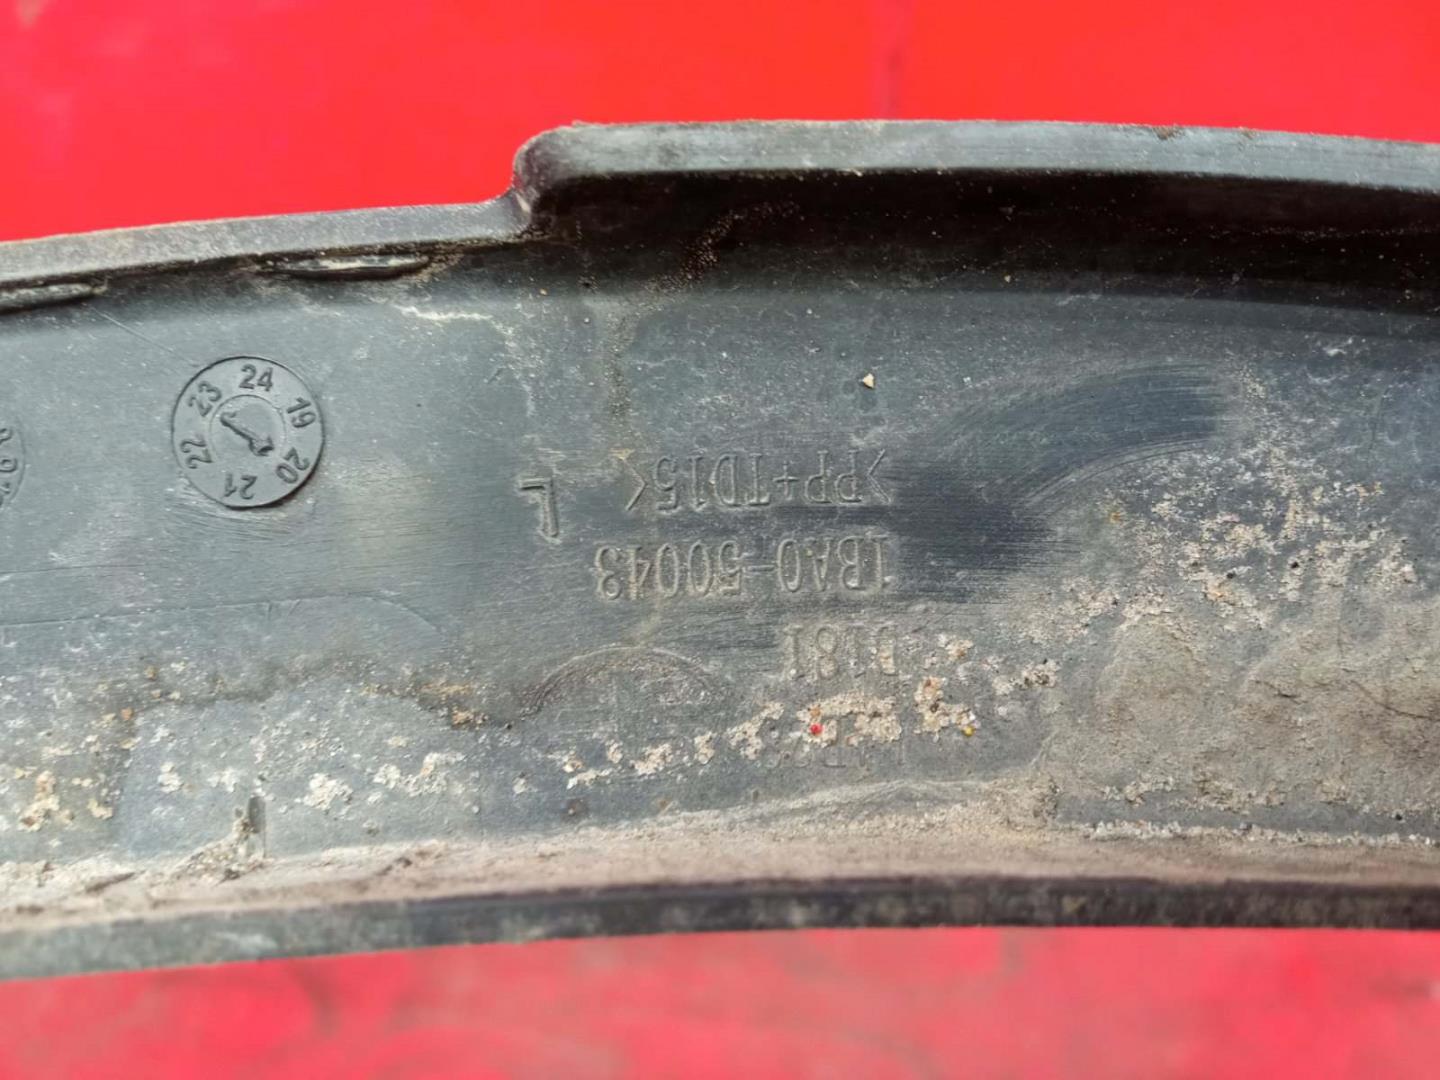 D181
1BA0-50043
>PP+TD15<
L
19 20 21 22 23 24